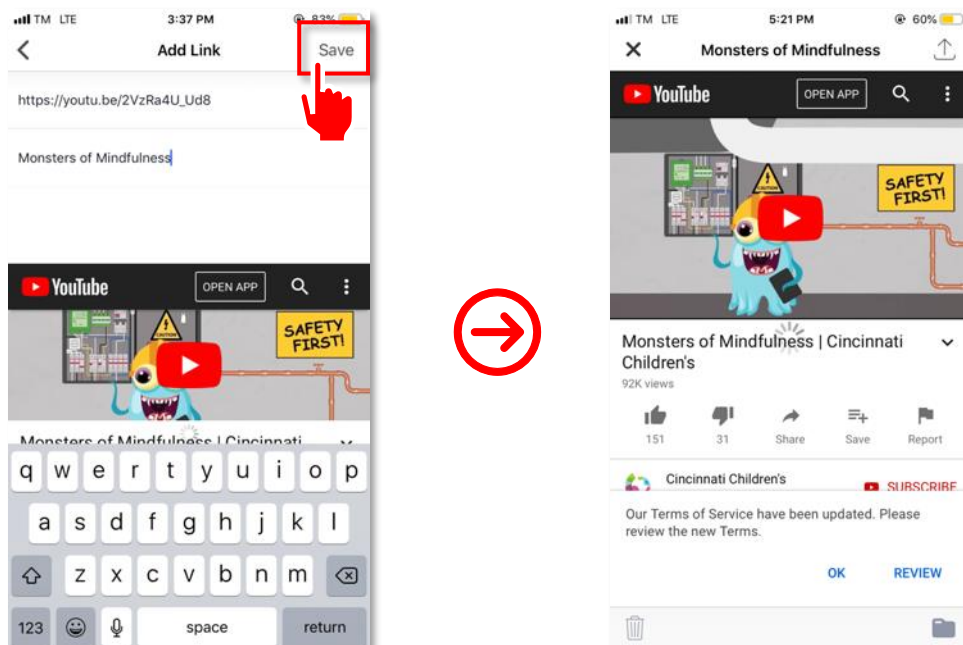 TM LTE 3:37 PM 83%
Add Link Save
https://youtu.be/2VzRa4U_Ud8
Monsters of Mindfulness
YouTube OPEN APP
CAUTION
SAFETY
FIRST!
Monsters of Mindfulness | Cincinnati
q w e r t y u i o p
a s d f g h j k l
z x c v b n m
123 space return
TM LTE 5:21 PM 60%
Monsters of Mindfulness
YouTube OPEN APP
CAUTION
SAFETY
FIRST!
Monsters of Mindfulness | Cincinnati
Children's
92K views
151 31 Share Save Report
Cincinnati Children's
SUBSCRIBE
Our Terms of Service have been updated. Please
review the new Terms.
OK REVIEW